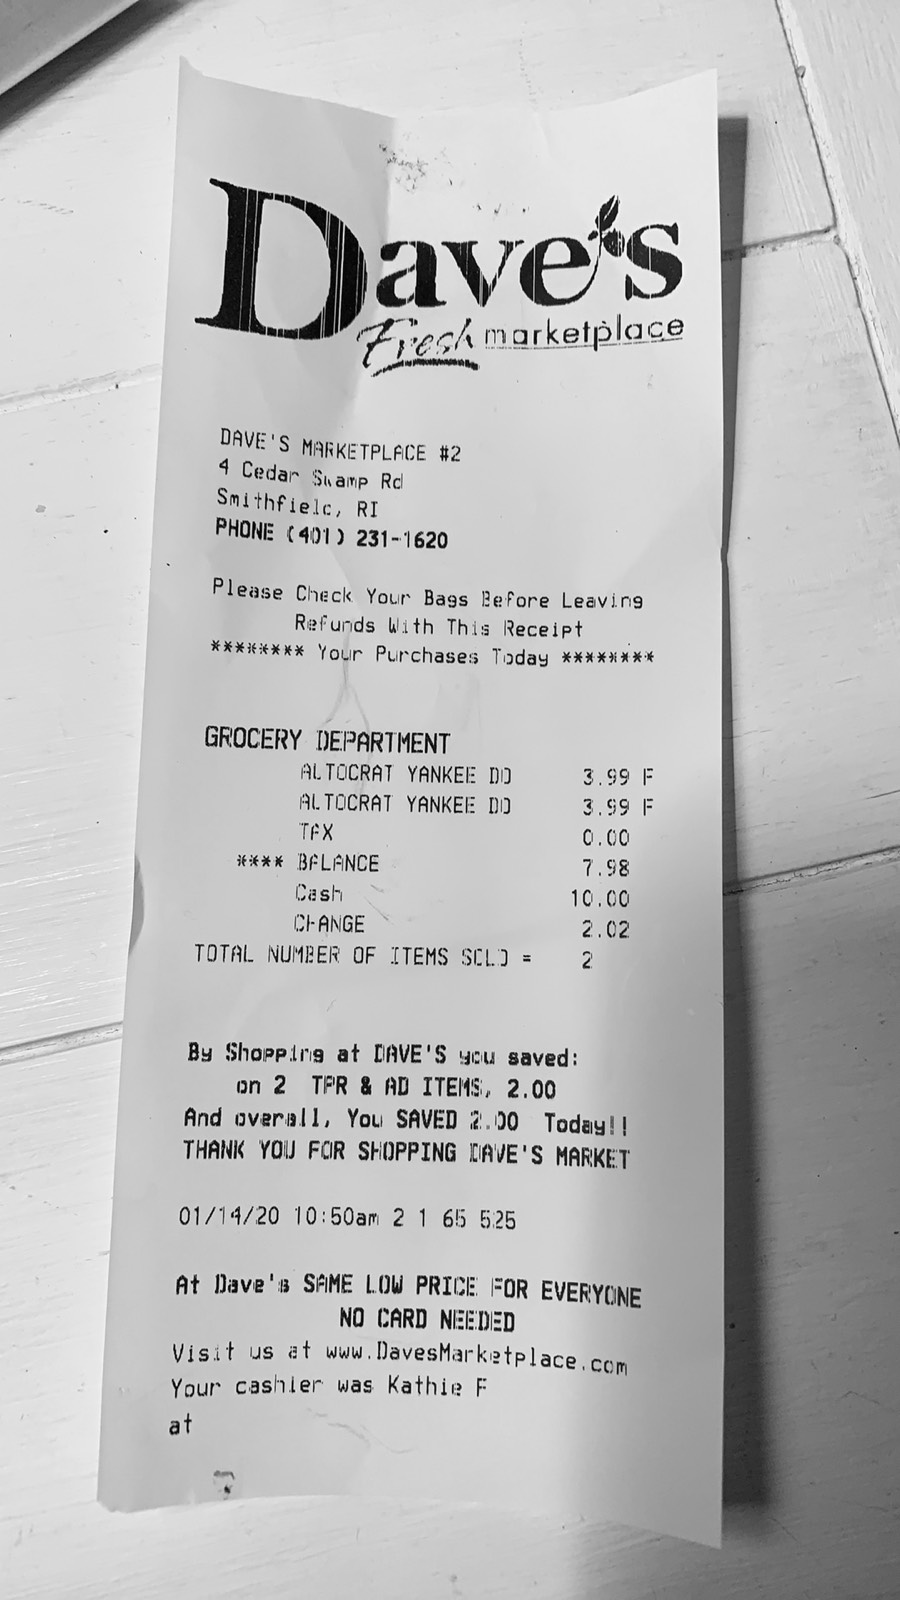 Dave's
Fresh marketplace
DAVE'S MARKETPLACE #2
4 Cedar Swamp Rd
Smithfield, RI
PHONE (401) 231-1620
Please Check Your Bags Before Leaving
Refunds With This Receipt
******** Your Purchases Today ********
GROCERY DEPARTMENT
AUTOCRAT YANKEE DO 3.99 F
AUTOCRAT YANKEE DO 3.99 F
TAX 0.00
**** BALANCE 7.98
Cash 10.00
CHANGE 2.02
TOTAL NUMBER OF ITEMS SOLD = 2
By Shopping at DAVE'S you saved:
on 2 TPR & AD ITEMS, 2.00
And overall, You SAVED 2.00 Today!!
THANK YOU FOR SHOPPING DAVE'S MARKET
01/14/20 10:50am 2 1 65 525
At Dave's SAME LOW PRICE FOR EVERYONE
NO CARD NEEDED
Visit us at www.DavesMarketplace.com
Your cashier was Kathie F
at